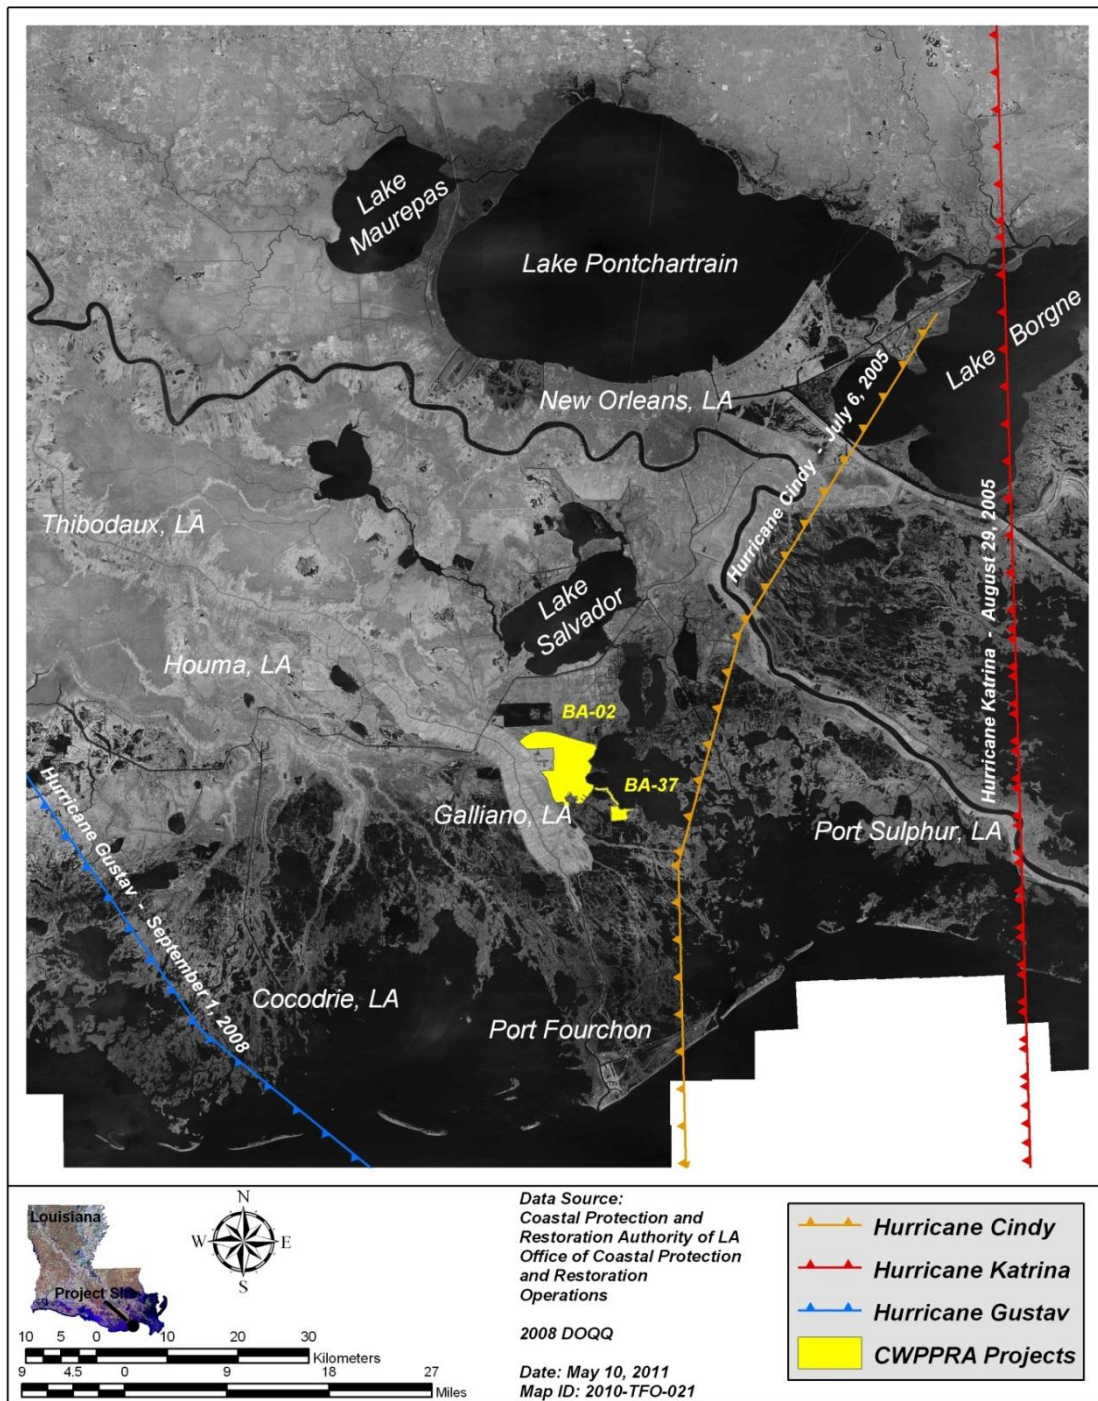 Lake
Maurepas
Lake Pontchartrain
Lake Borgne
New Orleans, LA
Hurricane Cindy - July 6, 2005
Thibodaux, LA
Hurricane Katrina - August 29, 2005
Lake
Salvador
Houma, LA
BA-02
BA-37
Galliano, LA
Port Sulphur, LA
Hurricane Gustav - September 1, 2008
Cocodrie, LA
Port Fourchon
Louisiana
Project Site
N
W
E
S
10 5 0 10 20 30
Kilometers
9 4.5 0 9 18 27
Miles
Data Source:
Coastal Protection and
Restoration Authority of LA
Office of Coastal Protection
and Restoration
Operations
2008 DOQQ
Date: May 10, 2011
Map ID: 2010-TFO-021
Hurricane Cindy
Hurricane Katrina
Hurricane Gustav
CWPPRA Projects